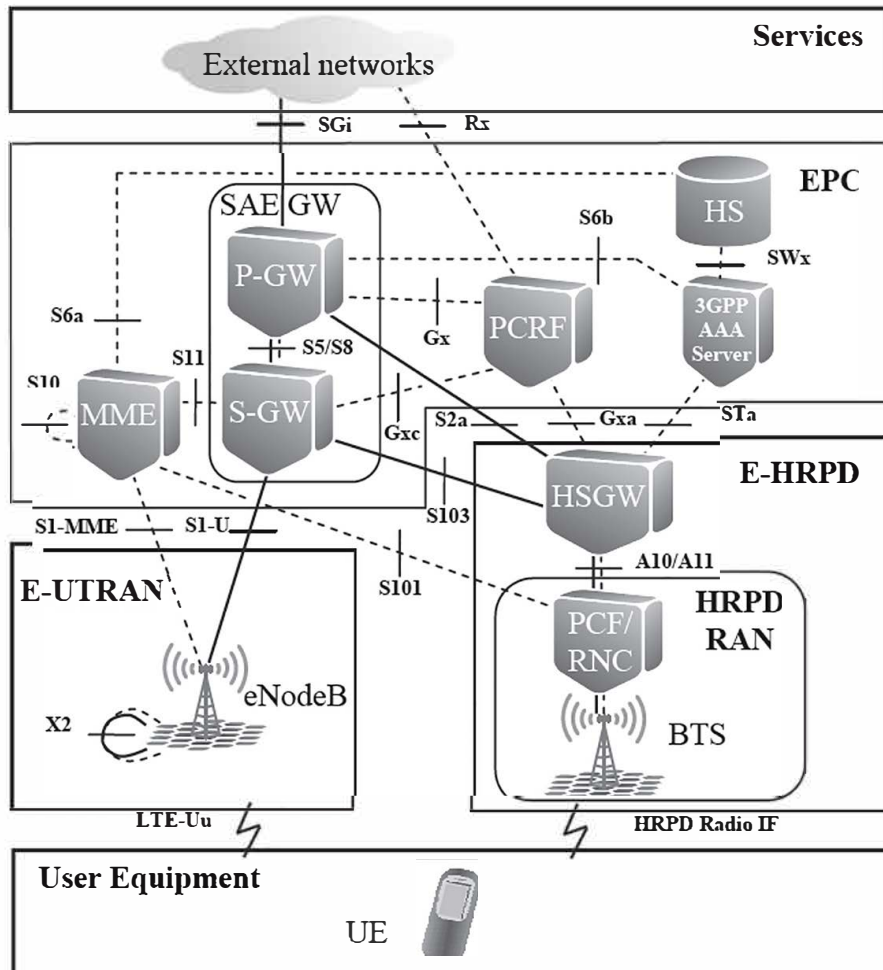 Services
External networks
SGi
Rx
EPC
HS
SAE GW
S6b
SWx
P-GW
3GPP
AAA
Server
PCRF
S6a
Gx
S5/S8
S11
S10
MME
S-GW
Gxc
S2a
Gxa
STa
E-HRPD
HSGW
S103
S1-MME
S1-U
A10/A11
S101
E-UTRAN
HRPD
RAN
PCF/
RNC
eNodeB
X2
BTS
LTE-Uu
HRPD Radio IF
User Equipment
UE